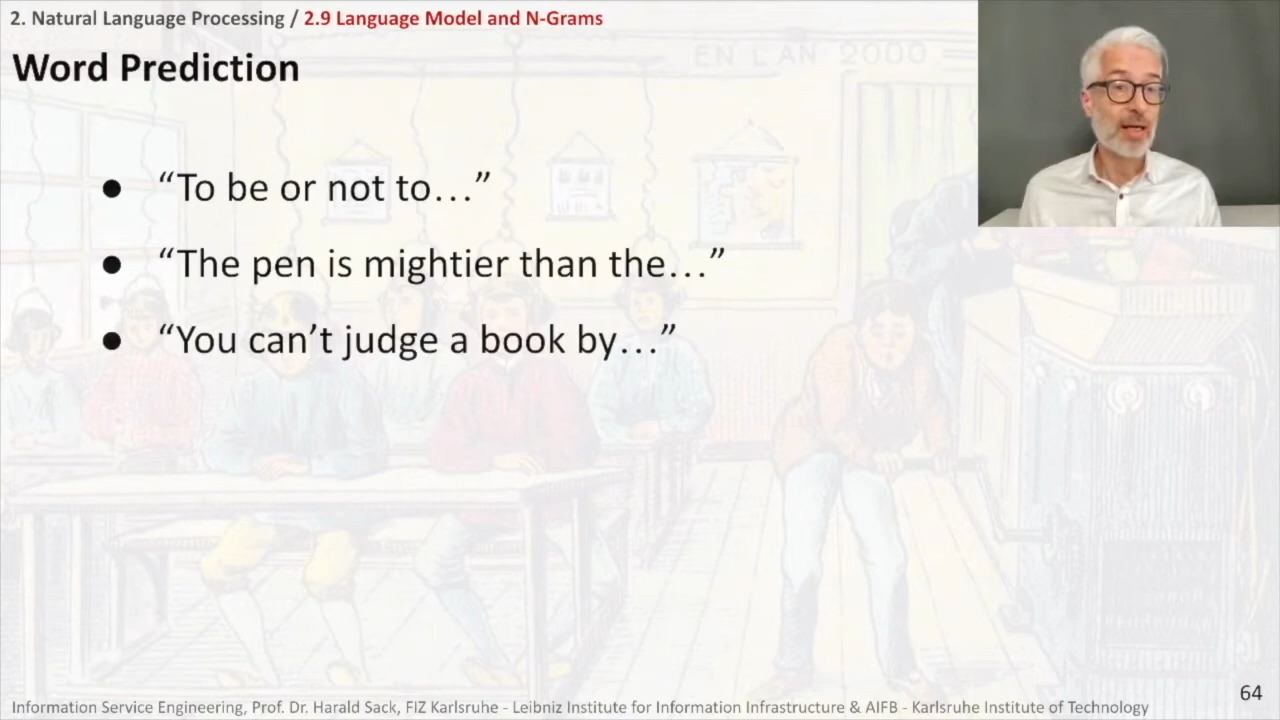 2. Natural Language Processing / 2.9 Language Model and N-Grams
EN L'AN 2000
Word Prediction
● “To be or not to…”
● “The pen is mightier than the…”
● “You can’t judge a book by…”
64
Information Service Engineering, Prof. Dr. Harald Sack, FIZ Karlsruhe - Leibniz Institute for Information Infrastructure & AIFB - Karlsruhe Institute of Technology